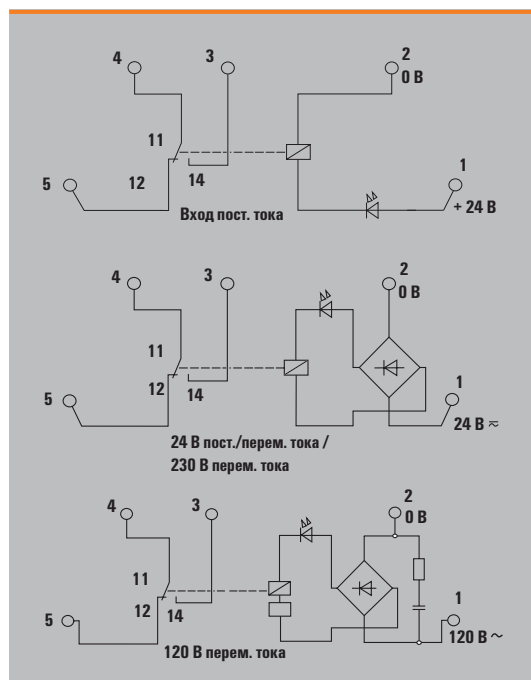 4 3 2
0 В
11
5 12 14 1
Вход пост. тока + 24 В
4 3 2
0 В
11
12 1
5 14
24 В пост./перем. тока / 24 В ≂
230 В перем. тока
4 3 2
0 В
11
12 1
5 14
120 В перем. тока 120 В ~